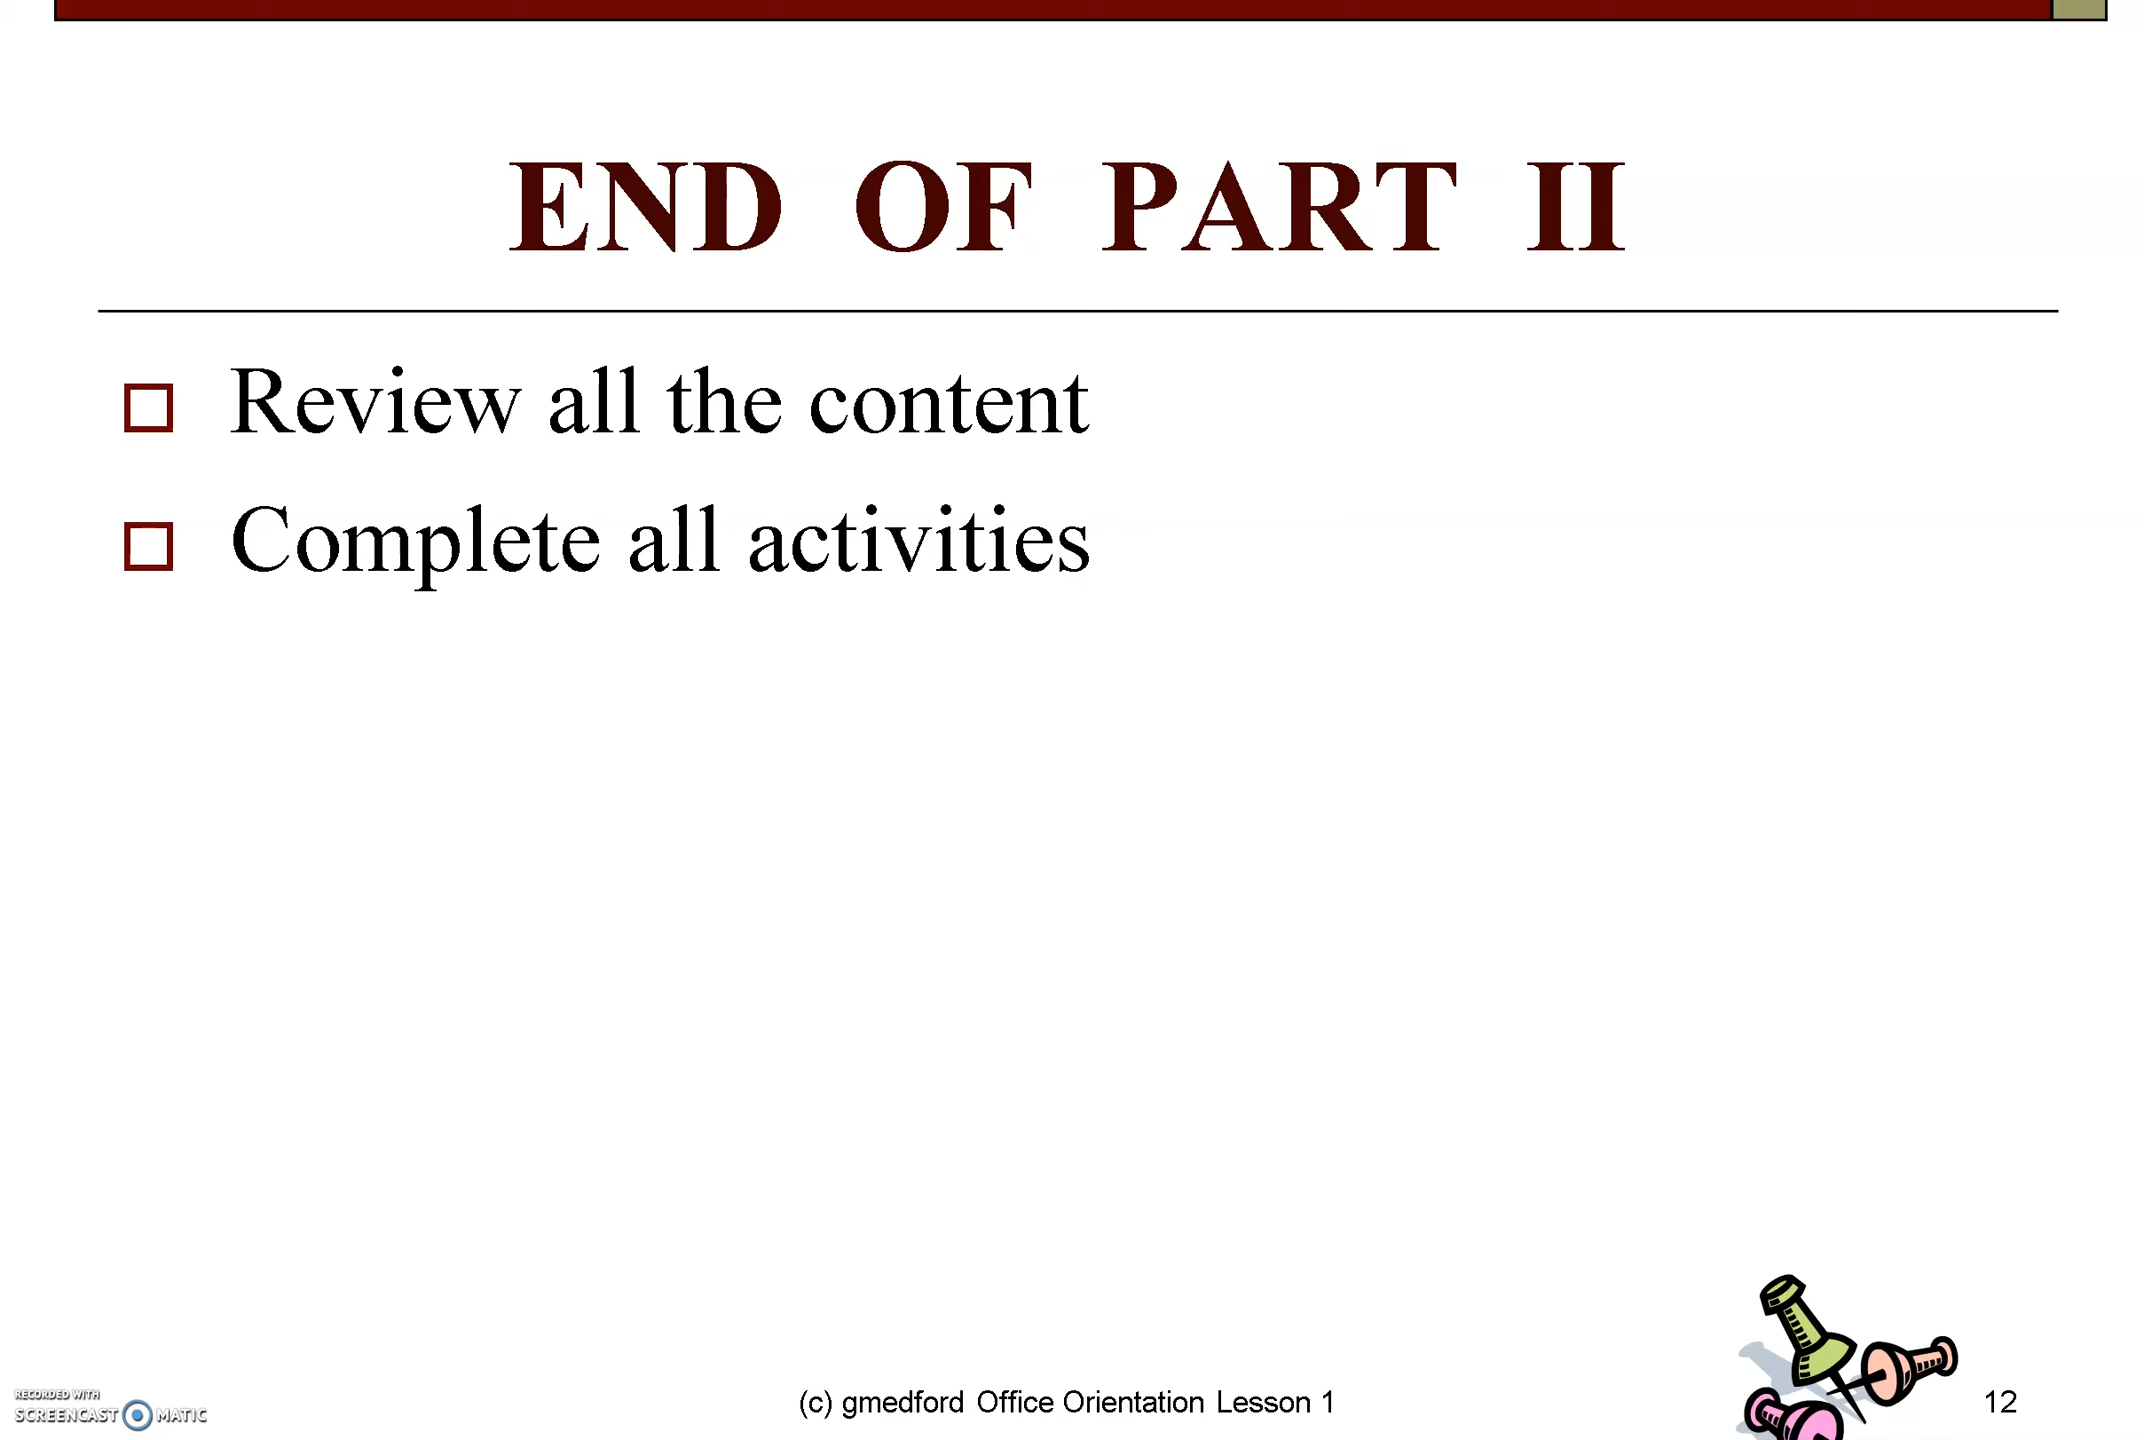 END OF PART II
Review all the content
Complete all activities
(c) gmedford Office Orientation Lesson 1
12
RECORDED WITH
SCREENCAST MATIC